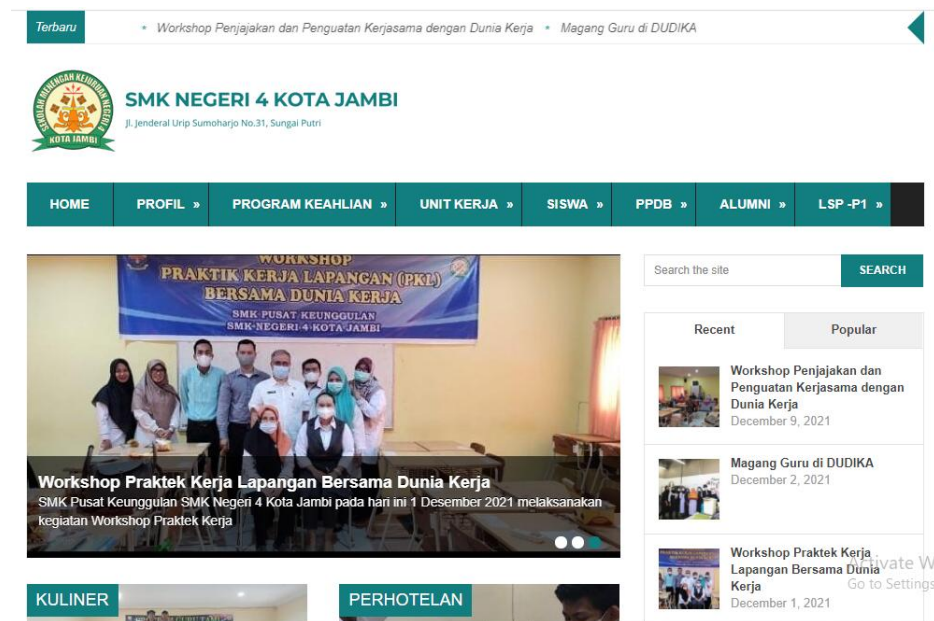 Terbaru
• Workshop Penjajakan dan Penguatan Kerjasama dengan Dunia Kerja • Magang Guru di DUDIKA
SEKOLAH MENENGAH KEJURUAN NEGERI 4
KOTA JAMBI
SMK NEGERI 4 KOTA JAMBI
Jl. Jenderal Urip Sumoharjo No.31, Sungai Putri
HOME
PROFIL »
PROGRAM KEAHLIAN »
UNIT KERJA »
SISWA »
PPDB »
ALUMNI »
LSP -P1 »
WORKSHOP
PRAKTIK KERJA LAPANGAN (PKL)
BERSAMA DUNIA KERJA
SMK PUSAT KEUNGGULAN
SMK NEGERI 4 KOTA JAMBI
Workshop Praktek Kerja Lapangan Bersama Dunia Kerja
SMK Pusat Keunggulan SMK Negeri 4 Kota Jambi pada hari ini 1 Desember 2021 melaksanakan
kegiatan Workshop Praktek Kerja
KULINER
PERHOTELAN
Search the site
SEARCH
Recent
Popular
Workshop Penjajakan dan
Penguatan Kerjasama dengan
Dunia Kerja
December 9, 2021
Magang Guru di DUDIKA
December 2, 2021
Workshop Praktek Kerja
Lapangan Bersama Dunia
Kerja
December 1, 2021
Activate W
Go to Settings